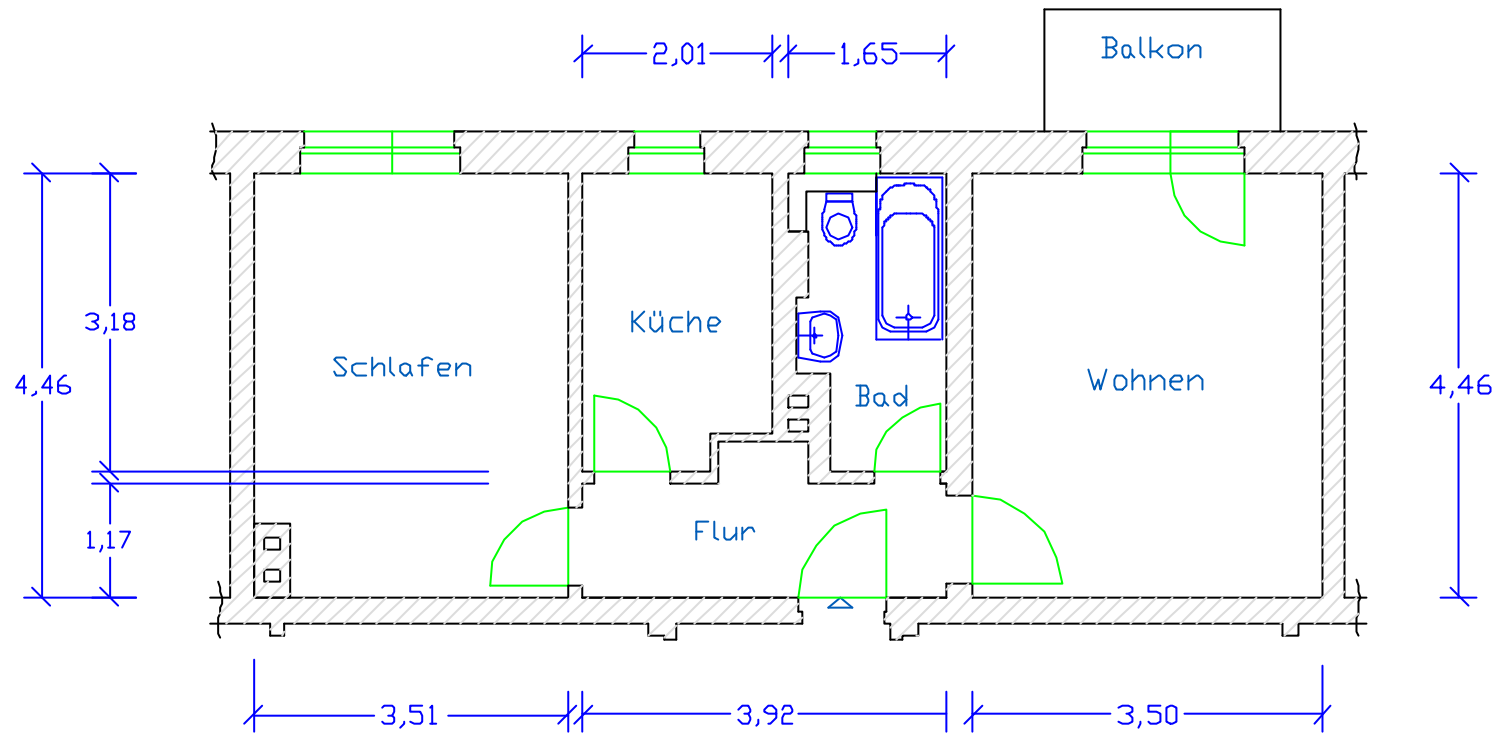 Balkon
2,01
1,65
3,18
Küche
Schlafen
4,46
Bad
Wohnen
4,46
Flur
1,17
3,51
3,92
3,50